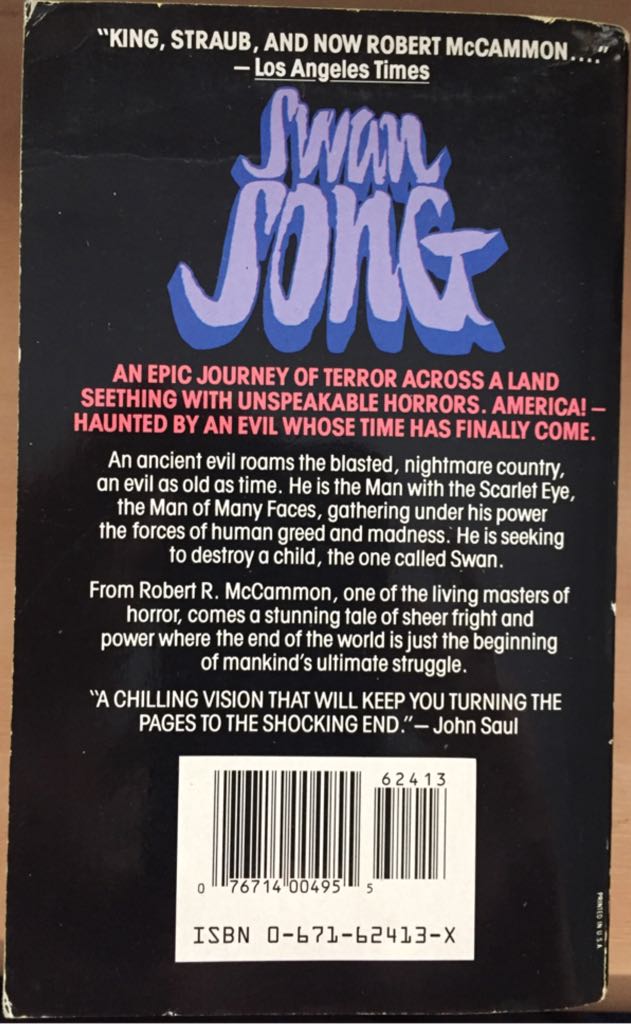 "KING, STRAUB, AND NOW ROBERT McCAMMON...."
— Los Angeles Times
Swan
Song
AN EPIC JOURNEY OF TERROR ACROSS A LAND
SEETHING WITH UNSPEAKABLE HORRORS. AMERICA! —
HAUNTED BY AN EVIL WHOSE TIME HAS FINALLY COME.
An ancient evil roams the blasted, nightmare country,
an evil as old as time. He is the Man with the Scarlet Eye,
the Man of Many Faces, gathering under his power
the forces of human greed and madness. He is seeking
to destroy a child, the one called Swan.
From Robert R. McCammon, one of the living masters of
horror, comes a stunning tale of sheer fright and
power where the end of the world is just the beginning
of mankind's ultimate struggle.
"A CHILLING VISION THAT WILL KEEP YOU TURNING THE
PAGES TO THE SHOCKING END."— John Saul
62413
0 76714 00495 5
ISBN 0-671-62413-X
PRINTED IN U.S.A.